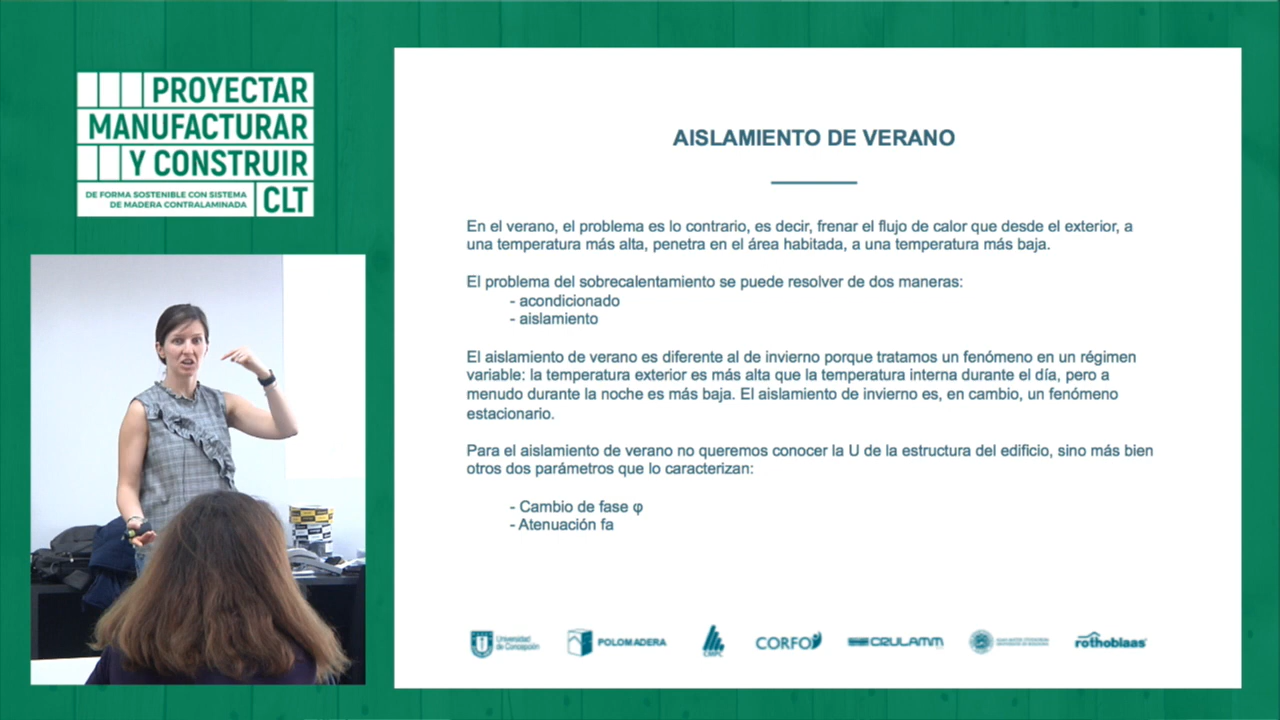 PROYECTAR
MANUFACTURAR
Y CONSTRUIR
DE FORMA SOSTENIBLE CON SISTEMA
DE MADERA CONTRALAMINADA
CLT
AISLAMIENTO DE VERANO
En el verano, el problema es lo contrario, es decir, frenar el flujo de calor que desde el exterior, a
una temperatura más alta, penetra en el área habitada, a una temperatura más baja.
El problema del sobrecalentamiento se puede resolver de dos maneras:
- acondicionado
- aislamiento
El aislamiento de verano es diferente al de invierno porque tratamos un fenómeno en un régimen
variable: la temperatura exterior es más alta que la temperatura interna durante el día, pero a
menudo durante la noche es más baja. El aislamiento de invierno es, en cambio, un fenómeno
estacionario.
Para el aislamiento de verano no queremos conocer la U de la estructura del edificio, sino más bien
otros dos parámetros que lo caracterizan:
- Cambio de fase φ
- Atenuación fa
Universidad
de Concepción
POLOMADERA
CMPC
CORFO
CRULAMM
rothoblaas